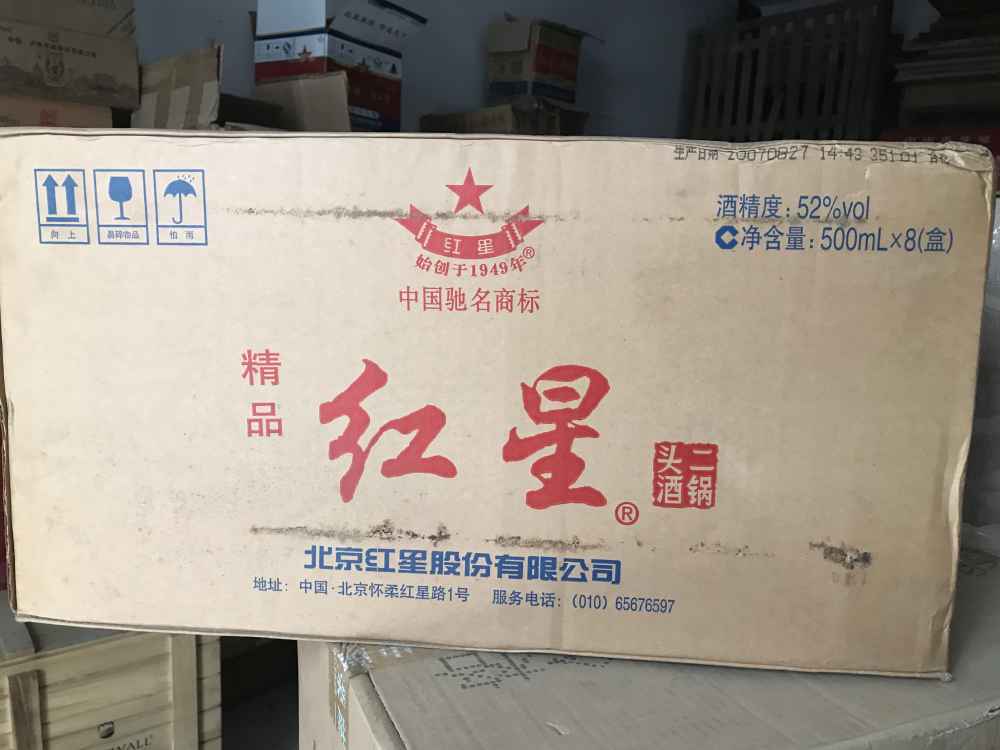 生产日期 20070827 14:43 35101
向上
易碎物品
怕雨
红星
始创于1949年®
中国驰名商标
酒精度：52%vol
净含量：500mL×8(盒)
精品
红星®
二锅头酒
北京红星股份有限公司
地址：中国·北京怀柔红星路1号 服务电话：(010) 65676597